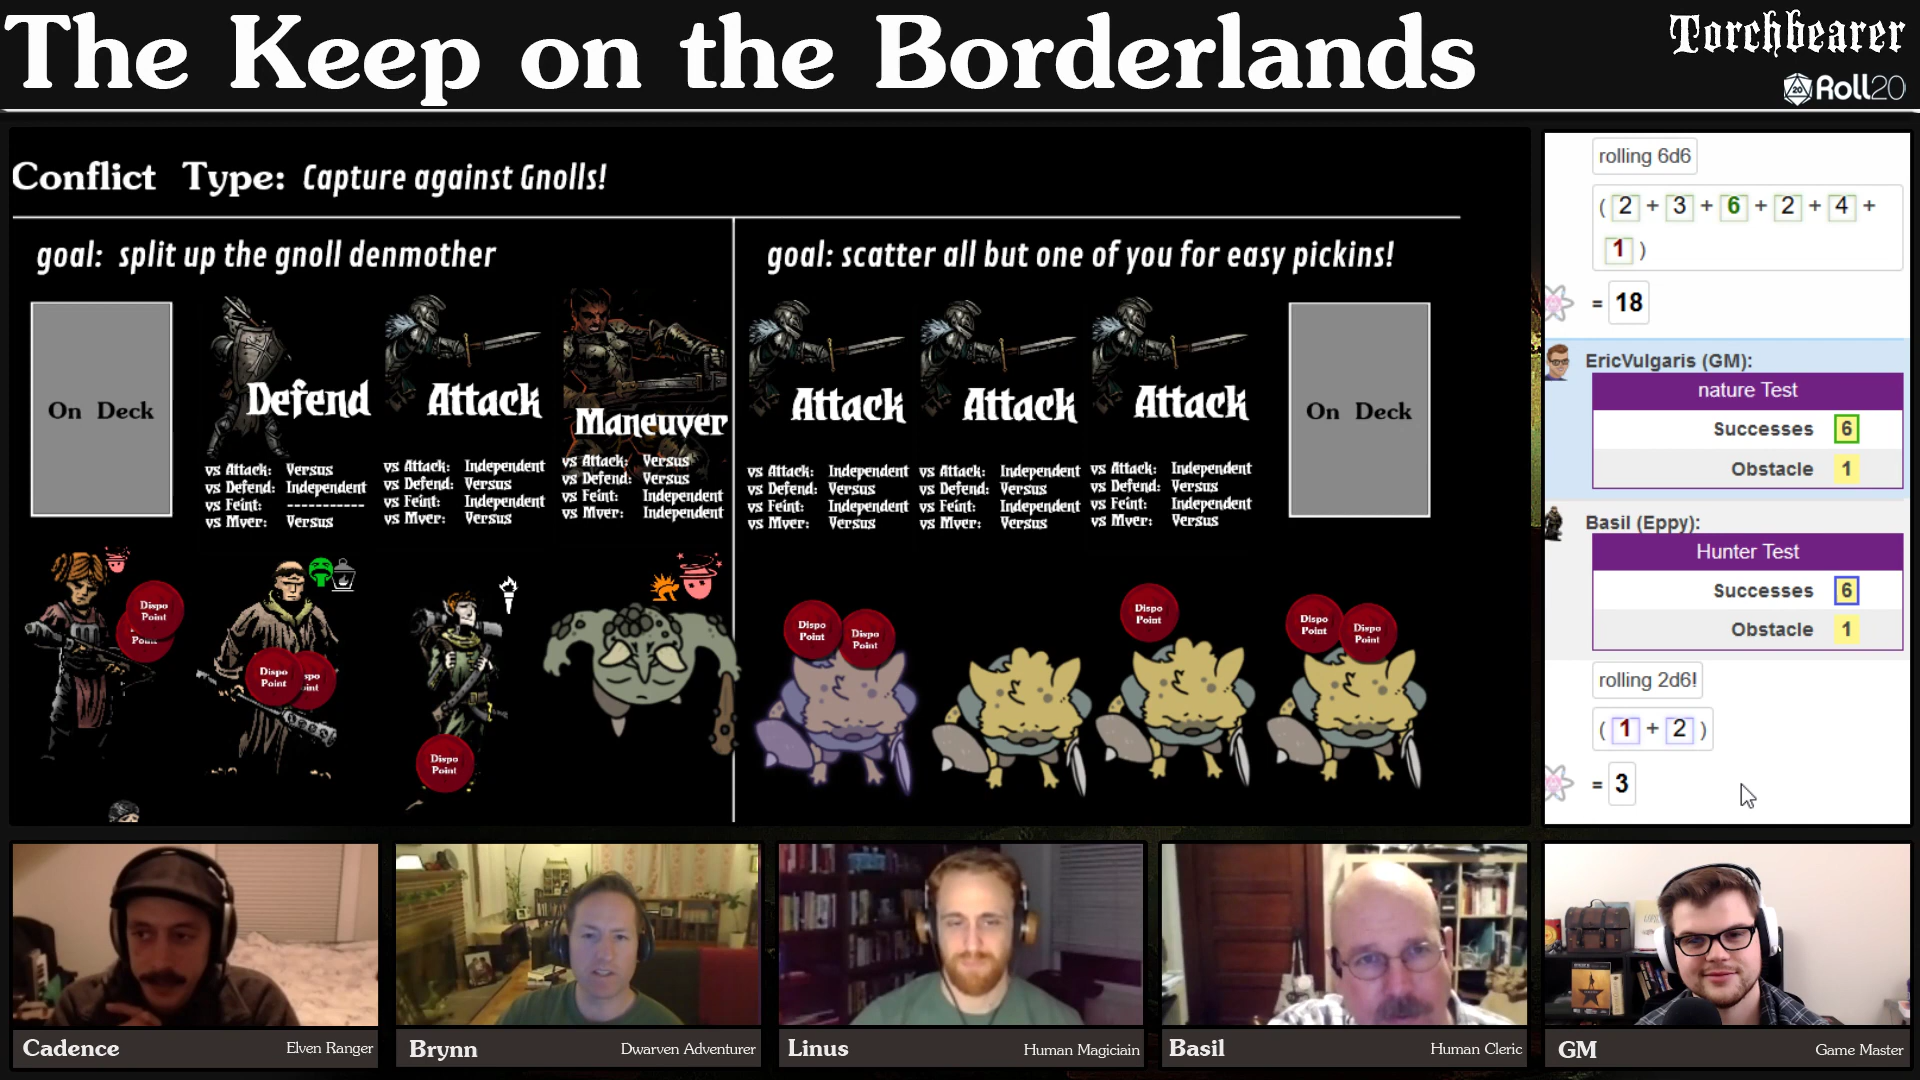 The Keep on the Borderlands
Torchbearer
20 Roll20
Conflict Type: Capture against Gnolls!
goal: split up the gnoll denmother
goal: scatter all but one of you for easy pickins!
On Deck
Defend
vs Attack: Versus
vs Defend: Independent
vs Feint: -----------
vs Mver: Versus
Attack
vs Attack: Independent
vs Defend: Versus
vs Feint: Independent
vs Mver: Versus
Maneuver
vs Attack: Versus
vs Defend: Versus
vs Feint: Independent
vs Mver: Independent
Attack
vs Attack: Independent
vs Defend: Versus
vs Feint: Independent
vs Mver: Versus
Attack
vs Attack: Independent
vs Defend: Versus
vs Feint: Independent
vs Mver: Versus
Attack
vs Attack: Independent
vs Defend: Versus
vs Feint: Independent
vs Mver: Versus
On Deck
Dispo
Point
Dispo
Point
Dispo
Point
Dispo
Point
Dispo
Point
Dispo
Point
Dispo
Point
Dispo
Point
rolling 6d6
( 2 + 3 + 6 + 2 + 4 +
1 )
= 18
EricVulgaris (GM):
nature Test
Successes 6
Obstacle 1
Basil (Eppy):
Hunter Test
Successes 6
Obstacle 1
rolling 2d6!
( 1 + 2 )
= 3
Cadence Elven Ranger
Brynn Dwarven Adventurer
Linus Human Magiciain
Basil Human Cleric
GM Game Master